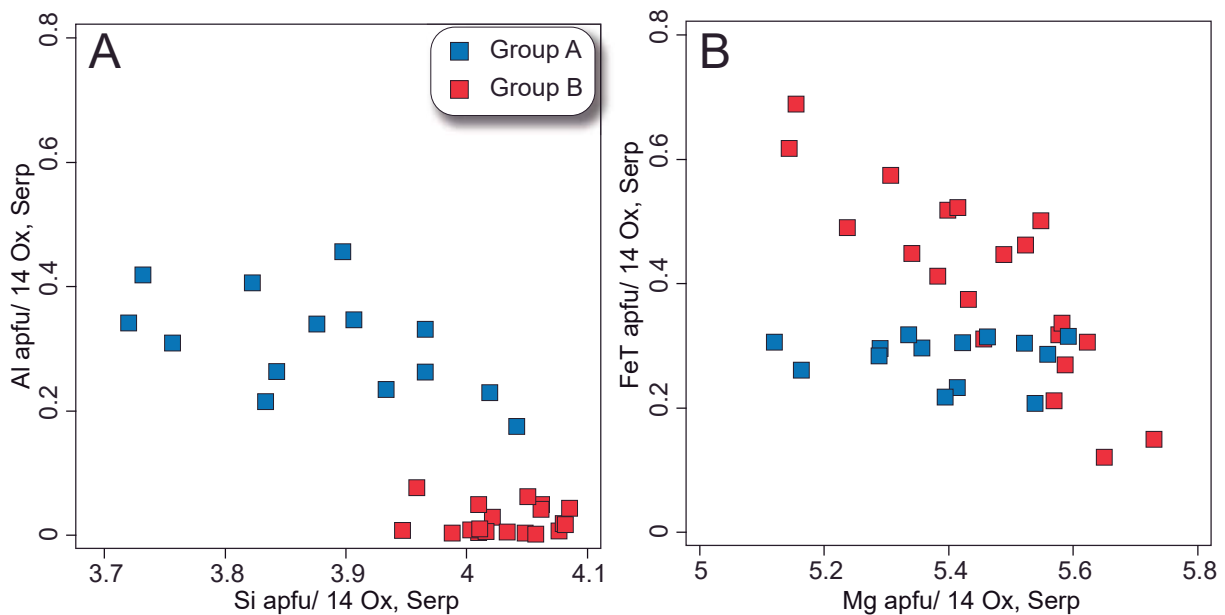 A
Group A
Group B
Al apfu/ 14 Ox, Serp
0.8
0.6
0.4
0.2
0
3.7
3.8
3.9
4
4.1
Si apfu/ 14 Ox, Serp
B
FeT apfu/ 14 Ox, Serp
0.8
0.6
0.4
0.2
0
5
5.2
5.4
5.6
5.8
Mg apfu/ 14 Ox, Serp